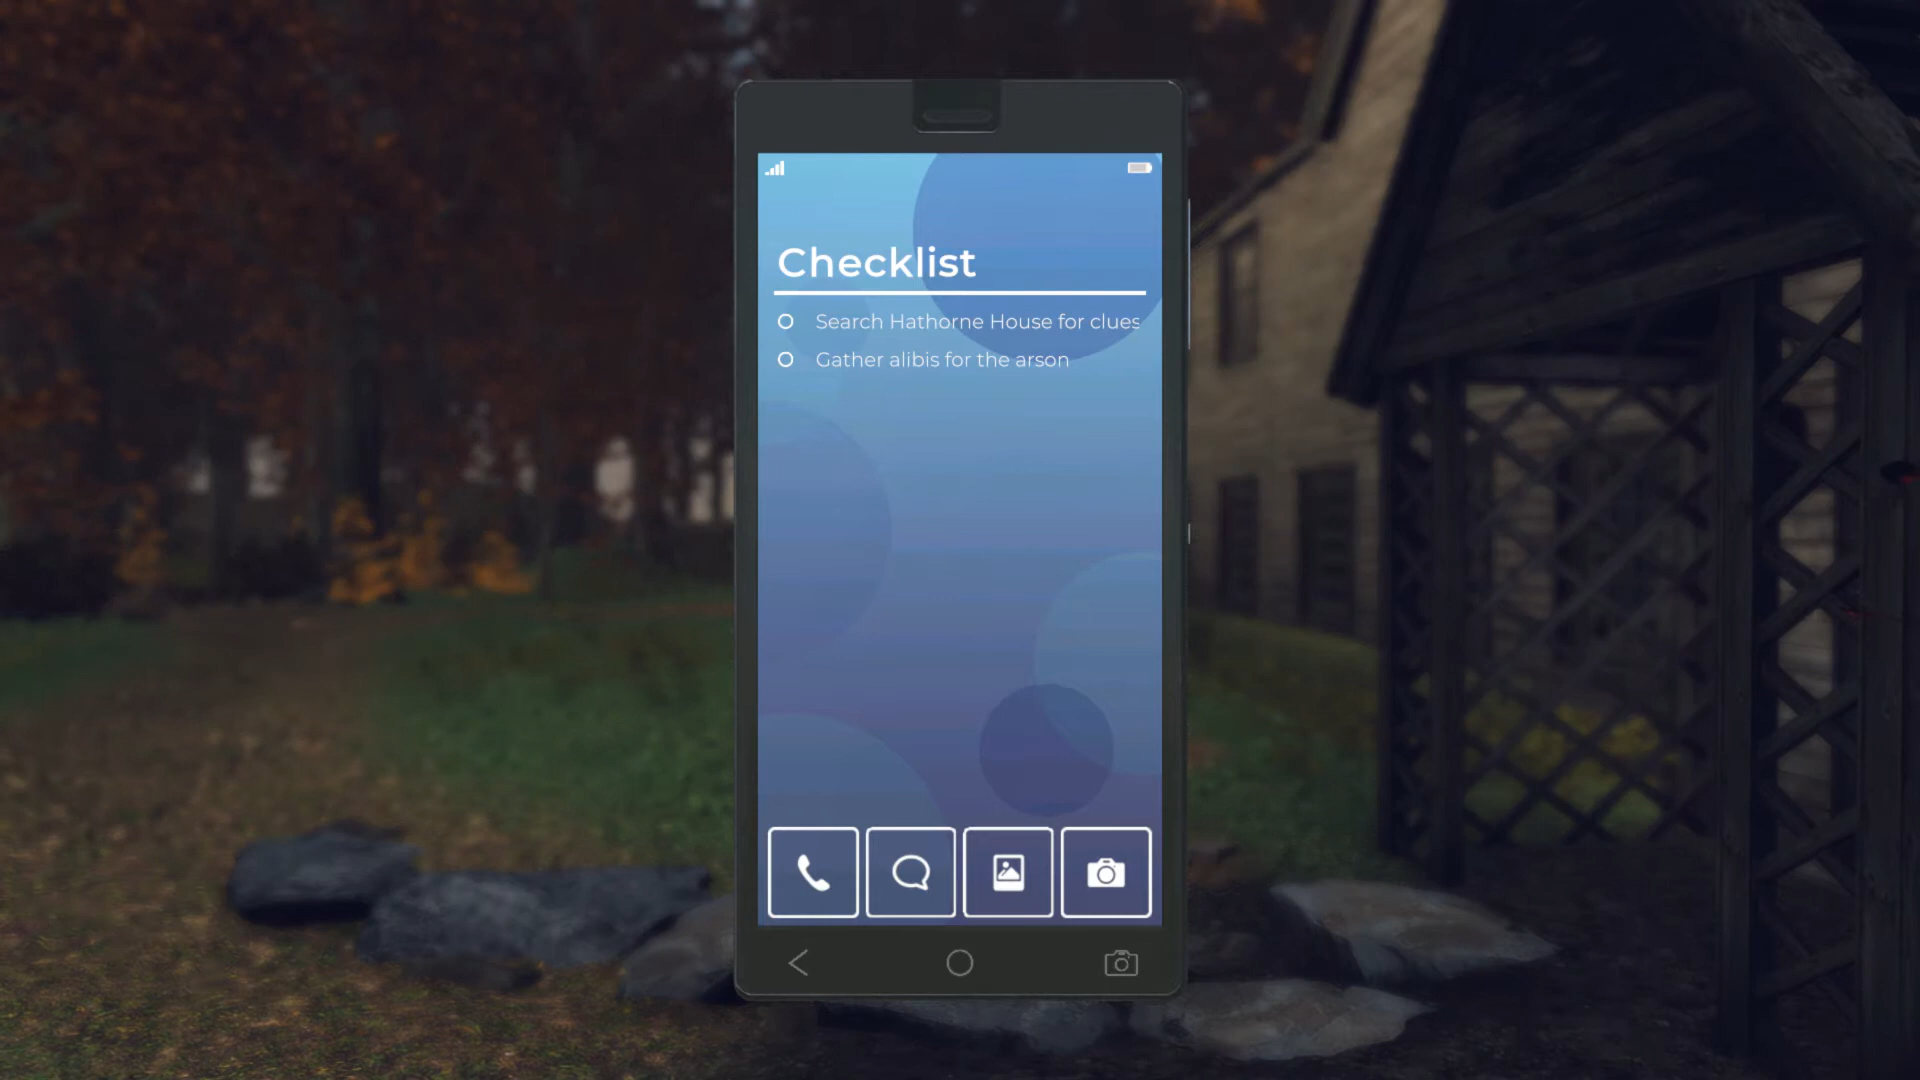 Checklist
Search Hathorne House for clues
Gather alibis for the arson